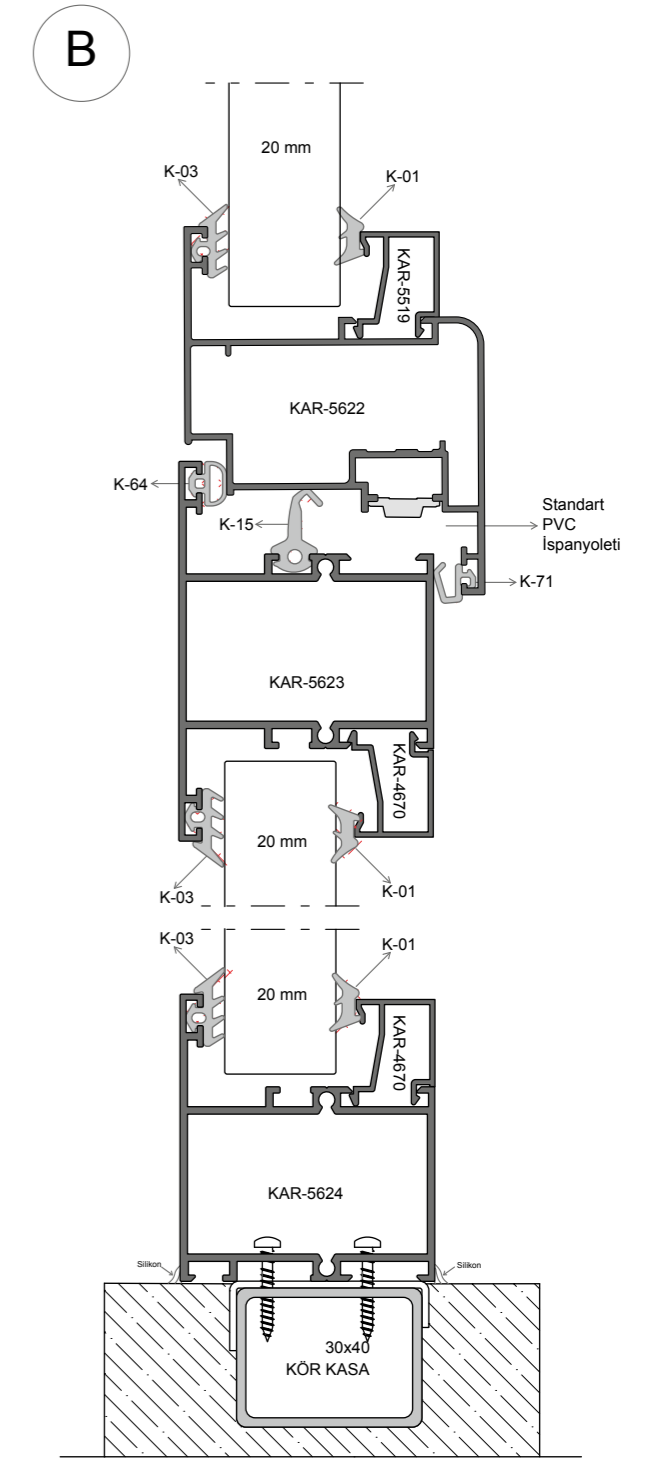 B
20 mm
K-03
K-01
KAR-5519
KAR-5622
K-64
K-15
Standart
PVC
İspanyoleti
K-71
KAR-5623
KAR-4670
20 mm
K-03
K-01
K-03
K-01
20 mm
KAR-4670
KAR-5624
Silikon
Silikon
30x40
KÖR KASA